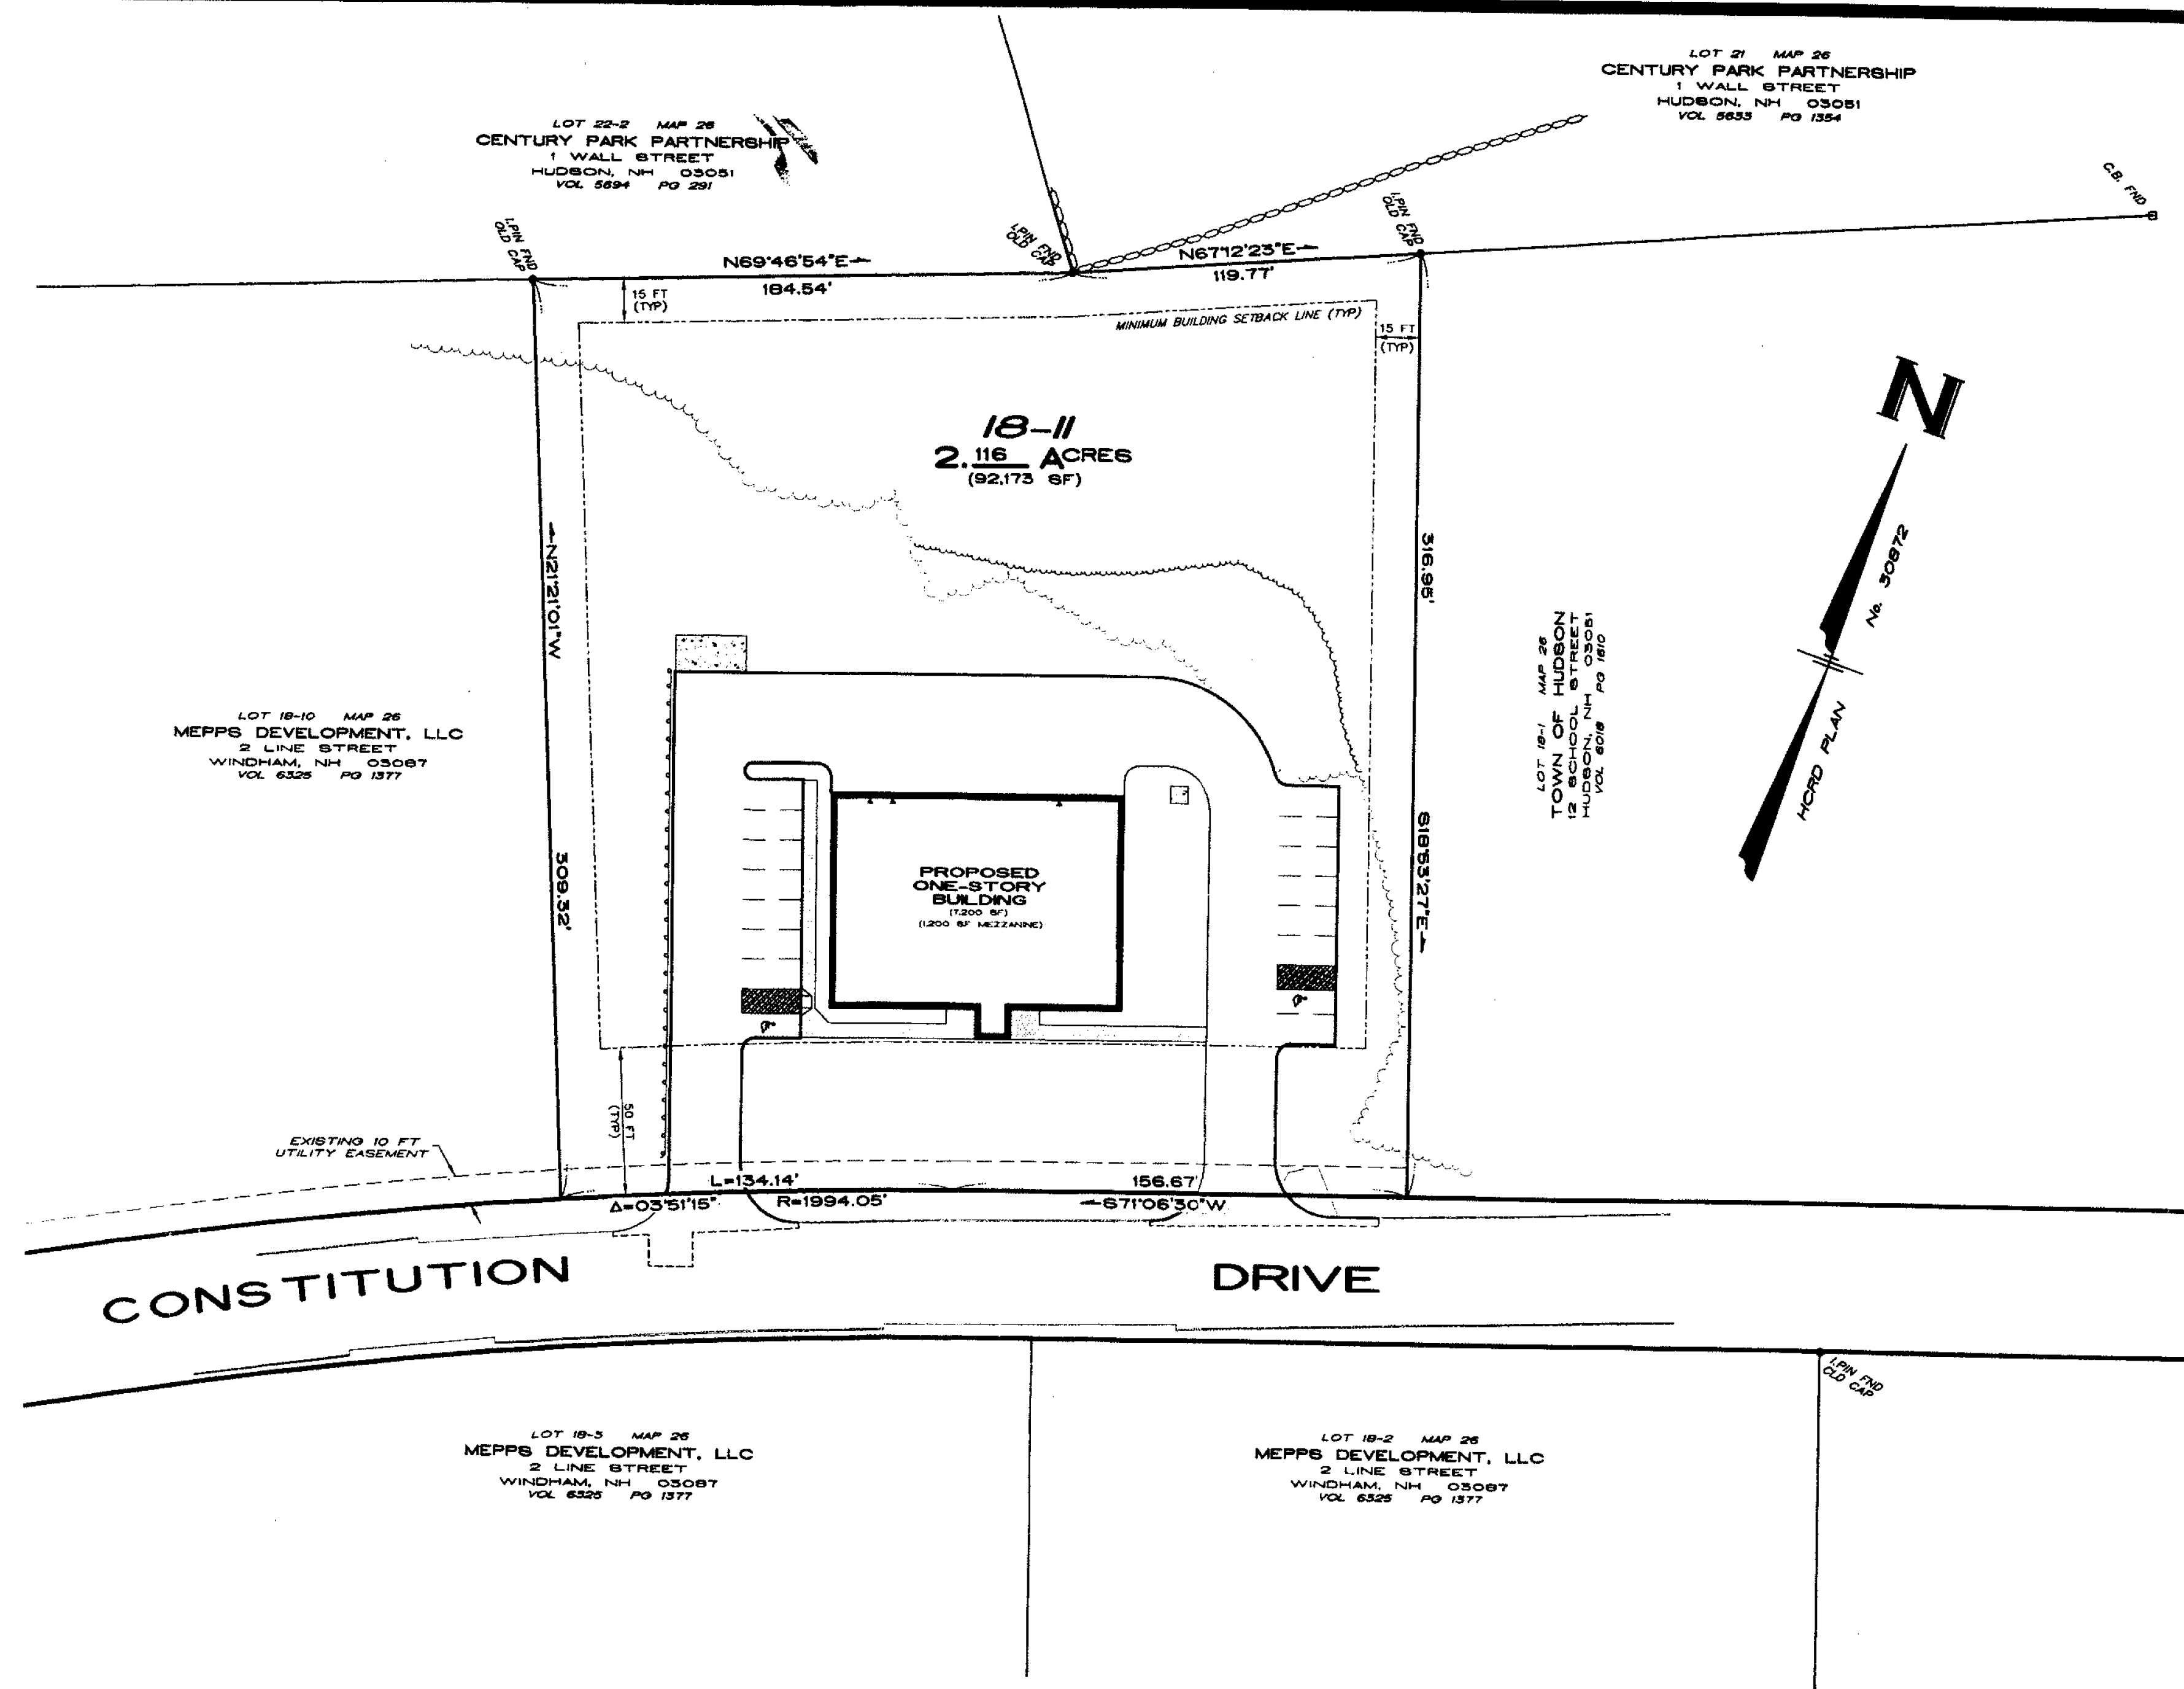 LOT 21 MAP 26
CENTURY PARK PARTNERSHIP
1 WALL STREET
HUDSON, NH 03051
VOL 5633 PG 1354
LOT 22-2 MAP 26
CENTURY PARK PARTNERSHIP
1 WALL STREET
HUDSON, NH 03051
VOL 5694 PG 291
C.B. FND
I.PIN FND
OLD CAP
I.PIN FND
OLD CAP
I.PIN FND
OLD CAP
N69°46'54"E
184.54'
N67°12'23"E
119.77'
15 FT
(TYP)
MINIMUM BUILDING SETBACK LINE (TYP)
15 FT
(TYP)
18-11
2.116 ACRES
(92,173 SF)
N
No. 30872
HCRD PLAN
N21°21'01"W
309.32'
316.95'
S18°53'27"E
LOT 18-1 MAP 26
TOWN OF HUDSON
12 SCHOOL STREET
HUDSON, NH 03051
VOL 6018 PG 1610
LOT 18-10 MAP 26
MEPPS DEVELOPMENT, LLC
2 LINE STREET
WINDHAM, NH 03087
VOL 6325 PG 1377
PROPOSED
ONE-STORY
BUILDING
(7,200 SF)
(1,200 SF MEZZANINE)
50 FT
(TYP)
EXISTING 10 FT
UTILITY EASEMENT
L=134.14'
Δ=03°51'15"
R=1994.05'
156.67'
S71°06'30"W
CONSTITUTION DRIVE
I.PIN FND
CLD CAP
LOT 18-3 MAP 26
MEPPS DEVELOPMENT, LLC
2 LINE STREET
WINDHAM, NH 03087
VOL 6325 PG 1377
LOT 18-2 MAP 26
MEPPS DEVELOPMENT, LLC
2 LINE STREET
WINDHAM, NH 03087
VOL 6325 PG 1377